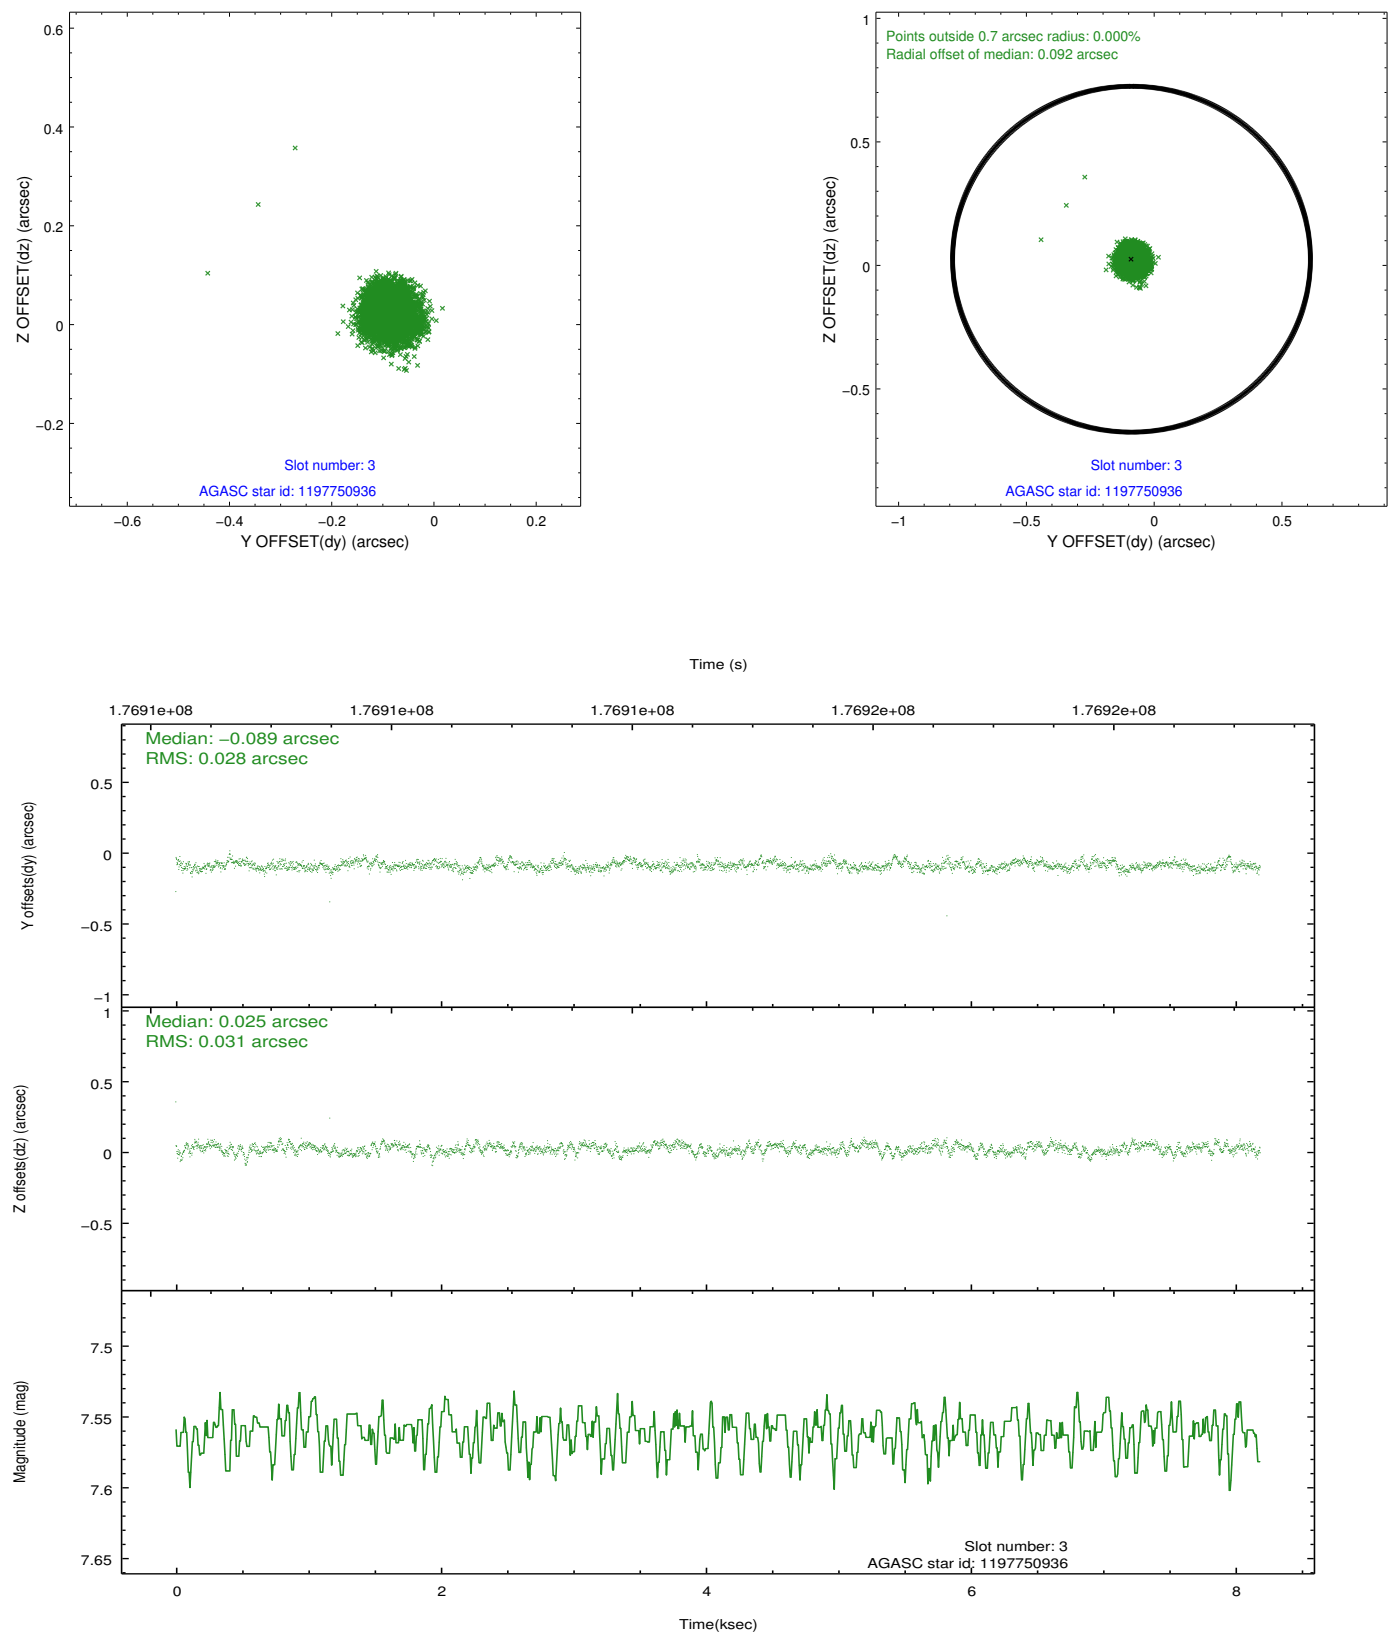 0.6
0.4
0.2
0
−0.2
Z OFFSET(dz) (arcsec)
Slot number: 3
AGASC star id: 1197750936
−0.6 −0.4 −0.2 0 0.2
Y OFFSET(dy) (arcsec)
1
0.5
0
−0.5
Z OFFSET(dz) (arcsec)
Points outside 0.7 arcsec radius: 0.000%
Radial offset of median: 0.092 arcsec
Slot number: 3
AGASC star id: 1197750936
−1 −0.5 0 0.5
Y OFFSET(dy) (arcsec)
Time (s)
1.7691e+08 1.7691e+08 1.7691e+08 1.7692e+08 1.7692e+08
Median: −0.089 arcsec
RMS: 0.028 arcsec
0.5
0
−0.5
−1
Y offsets(dy) (arcsec)
Median: 0.025 arcsec
RMS: 0.031 arcsec
1
0.5
0
−0.5
Z offsets(dz) (arcsec)
7.5
7.55
7.6
7.65
Magnitude (mag)
Slot number: 3
AGASC star id: 1197750936
0 2 4 6 8
Time(ksec)